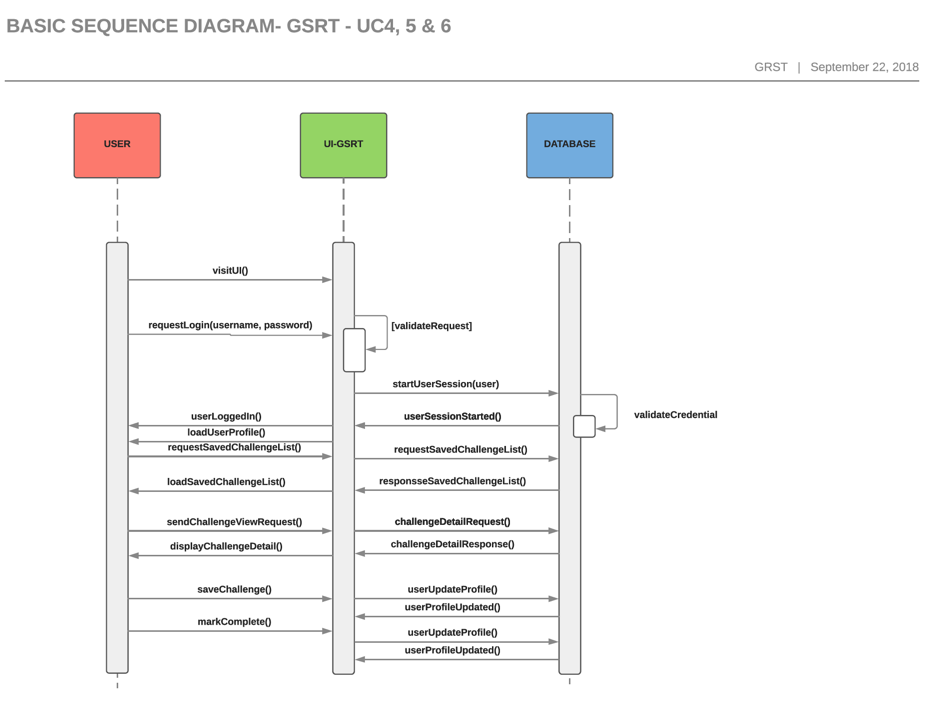 BASIC SEQUENCE DIAGRAM- GSRT - UC4, 5 & 6
GRST | September 22, 2018
USER
UI-GSRT
DATABASE
visitUI()
requestLogin(username, password)
[validateRequest]
startUserSession(user)
validateCredential
userLoggedIn()
userSessionStarted()
loadUserProfile()
requestSavedChallengeList()
requestSavedChallengeList()
loadSavedChallengeList()
responsseSavedChallengeList()
sendChallengeViewRequest()
challengeDetailRequest()
displayChallengeDetail()
challengeDetailResponse()
saveChallenge()
userUpdateProfile()
userProfileUpdated()
markComplete()
userUpdateProfile()
userProfileUpdated()